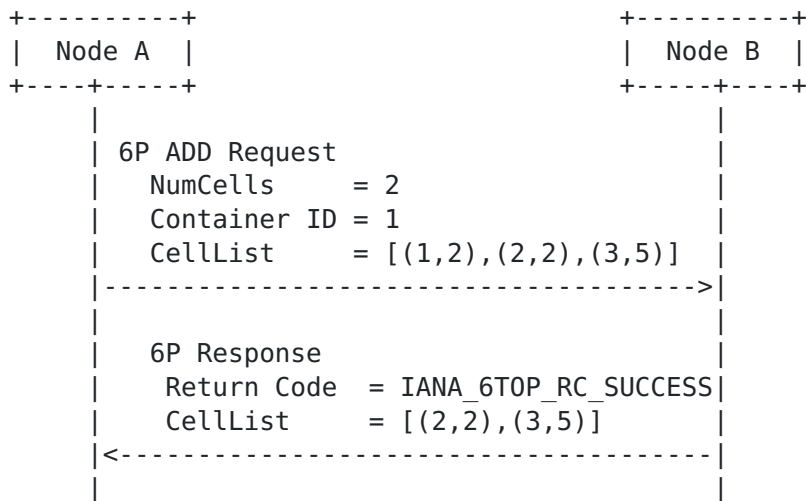 Node A Node B
6P ADD Request
NumCells = 2
Container ID = 1
CellList = [(1,2),(2,2),(3,5)]
6P Response
Return Code = IANA_6TOP_RC_SUCCESS
CellList = [(2,2),(3,5)]